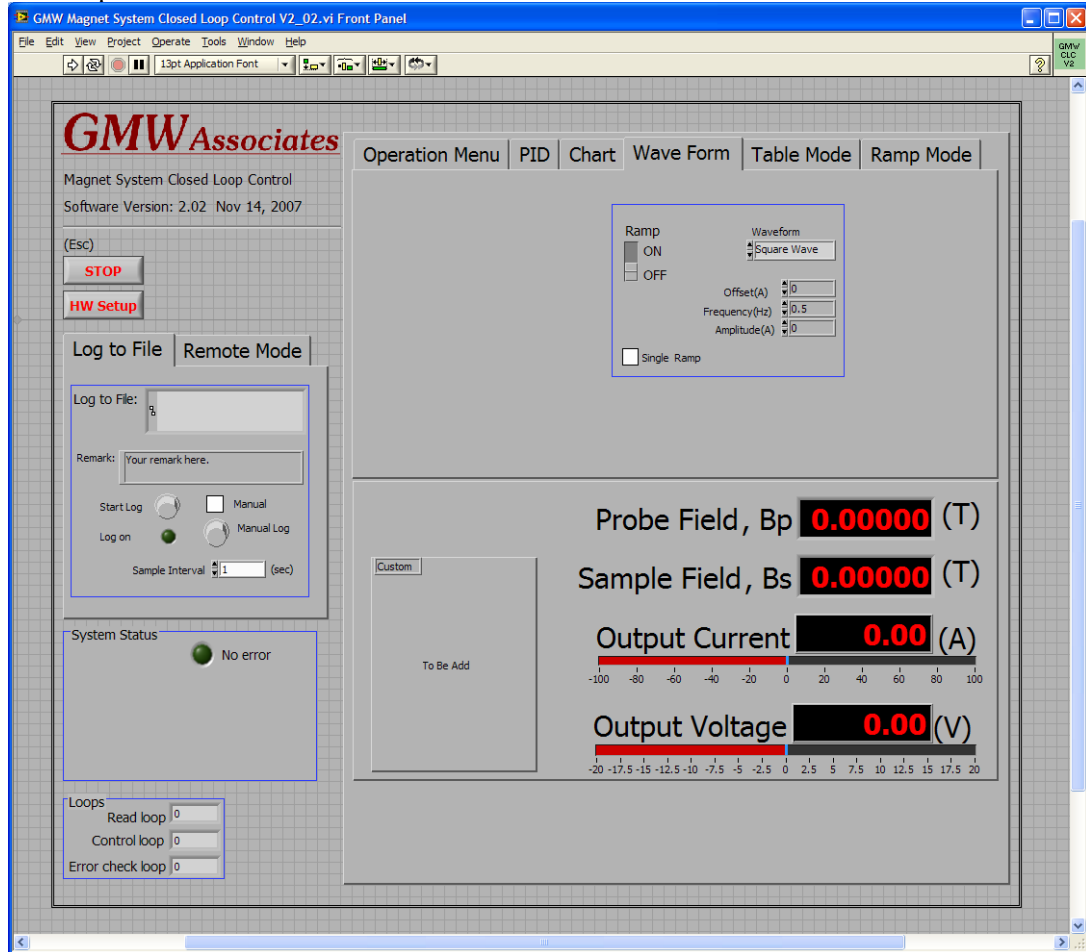 GMW Magnet System Closed Loop Control V2_02.vi Front Panel
File Edit View Project Operate Tools Window Help
13pt Application Font
GMW
CLC
V2
GMW Associates
Magnet System Closed Loop Control
Software Version: 2.02 Nov 14, 2007
(Esc)
STOP
HW Setup
Log to File Remote Mode
Log to File:
Remark: Your remark here.
Start Log Manual
Log on Manual Log
Sample Interval 1 (sec)
System Status
No error
Loops
Read loop 0
Control loop 0
Error check loop 0
Operation Menu PID Chart Wave Form Table Mode Ramp Mode
Ramp Waveform
ON Square Wave
OFF
Offset(A) 0
Frequency(Hz) 0.5
Amplitude(A) 0
Single Ramp
Custom
To Be Add
Probe Field, Bp 0.00000 (T)
Sample Field, Bs 0.00000 (T)
Output Current 0.00 (A)
-100 -80 -60 -40 -20 0 20 40 60 80 100
Output Voltage 0.00 (V)
-20 -17.5 -15 -12.5 -10 -7.5 -5 -2.5 0 2.5 5 7.5 10 12.5 15 17.5 20